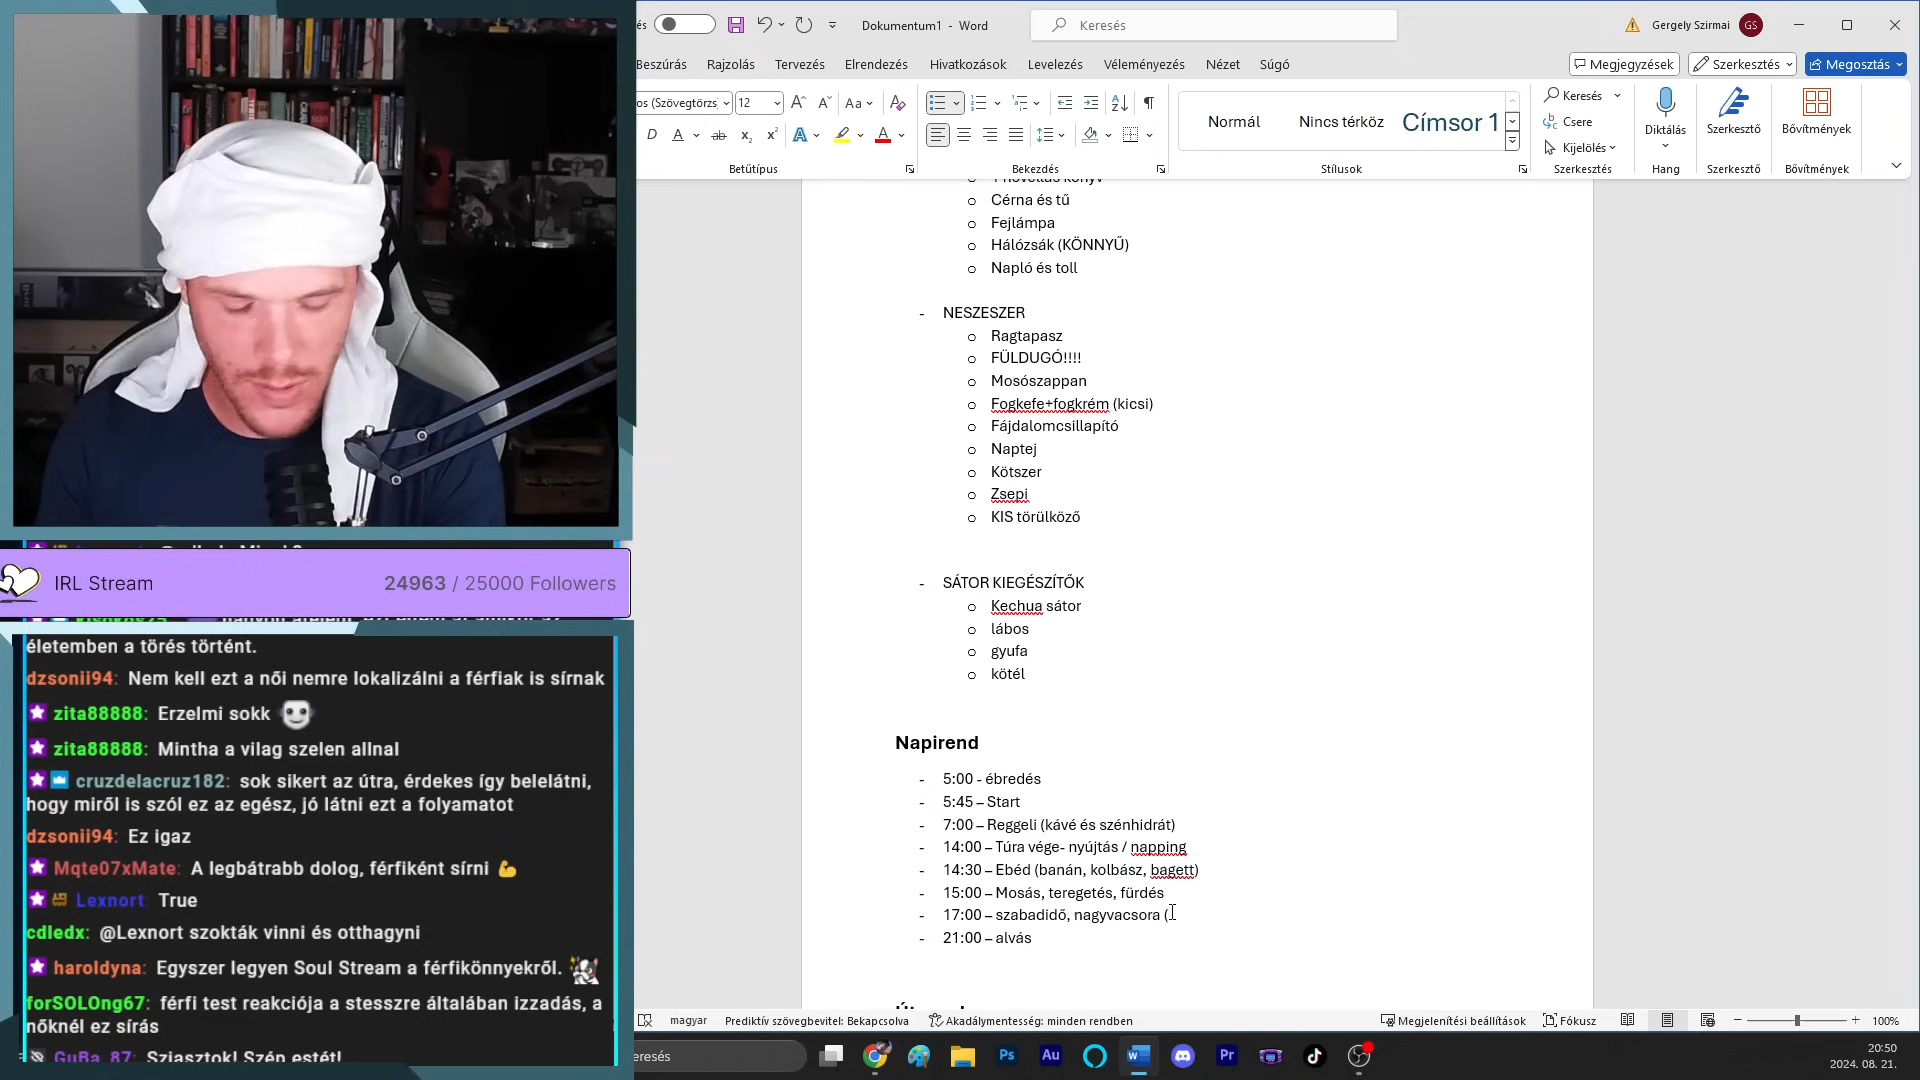 és
Dokumentum1 - Word
Keresés
Gergely Szirmai
GS
Beszúrás
Rajzolás
Tervezés
Elrendezés
Hivatkozások
Levelezés
Véleményezés
Nézet
Súgó
Megjegyzések
Szerkesztés
Megosztás
os (Szövegtörzs
12
Aa
Normál
Nincs térköz
Címsor 1
Keresés
Csere
Kijelölés
Diktálás
Szerkesztő
Bővítmények
Betűtípus
Bekezdés
Stílusok
Szerkesztés
Hang
Szerkesztő
Bővítmények
o Cérna és tű
o Fejlámpa
o Hálózsák (KÖNNYŰ)
o Napló és toll
- NESZESZER
o Ragtapasz
o FÜLDUGÓ!!!!
o Mosószappan
o Fogkefe+fogkrém (kicsi)
o Fájdalomcsillapító
o Naptej
o Kötszer
o Zsepi
o KIS törülköző
- SÁTOR KIEGÉSZÍTŐK
o Kechua sátor
o lábos
o gyufa
o kötél
Napirend
- 5:00 - ébredés
- 5:45 – Start
- 7:00 – Reggeli (kávé és szénhidrát)
- 14:00 – Túra vége- nyújtás / napping
- 14:30 – Ebéd (banán, kolbász, bagett)
- 15:00 – Mosás, teregetés, fürdés
- 17:00 – szabadidő, nagyvacsora (
- 21:00 – alvás
IRL Stream 24963 / 25000 Followers
életemben a törés történt.
dzsonii94: Nem kell ezt a női nemre lokalizálni a férfiak is sírnak
zita88888: Erzelmi sokk
zita88888: Mintha a vilag szelen allnal
cruzdelacruz182: sok sikert az útra, érdekes így belelátni,
hogy miről is szól ez az egész, jó látni ezt a folyamatot
dzsonii94: Ez igaz
Mqte07xMate: A legbátrabb dolog, férfiként sírni
Lexnort: True
cdledx: @Lexnort szokták vinni és otthagyni
haroldyna: Egyszer legyen Soul Stream a férfikönnyekről.
forSOLOng67: férfi test reakciója a stesszre általában izzadás, a
nőknél ez sírás
GuBa_87: Sziasztok! Szép estét!
magyar
Prediktív szövegbevitel: Bekapcsolva
Akadálymentesség: minden rendben
Megjelenítési beállítások
Fókusz
100%
eresés
Ps
Au
Pr
20:50
2024. 08. 21.